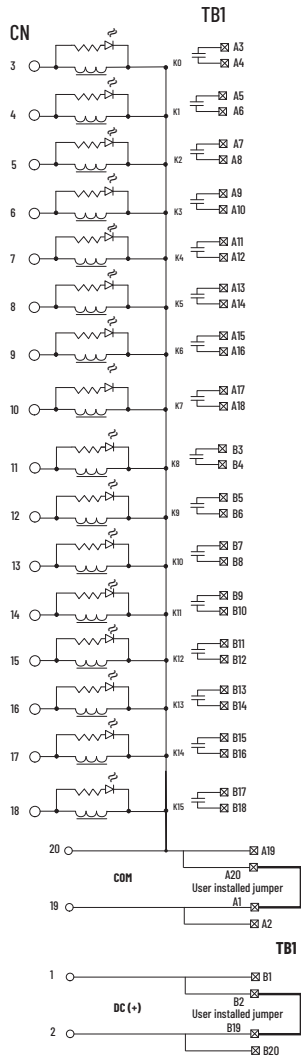 TB1
CN
3
K0
A3
A4
4
K1
A5
A6
5
K2
A7
A8
6
K3
A9
A10
7
K4
A11
A12
8
K5
A13
A14
9
K6
A15
A16
10
K7
A17
A18
11
K8
B3
B4
12
K9
B5
B6
13
K10
B7
B8
14
K11
B9
B10
15
K12
B11
B12
16
K13
B13
B14
17
K14
B15
B16
18
K15
B17
B18
20
A19
COM
A20
User installed jumper
19
A1
A2
TB1
1
B1
DC (+)
B2
User installed jumper
2
B19
B20